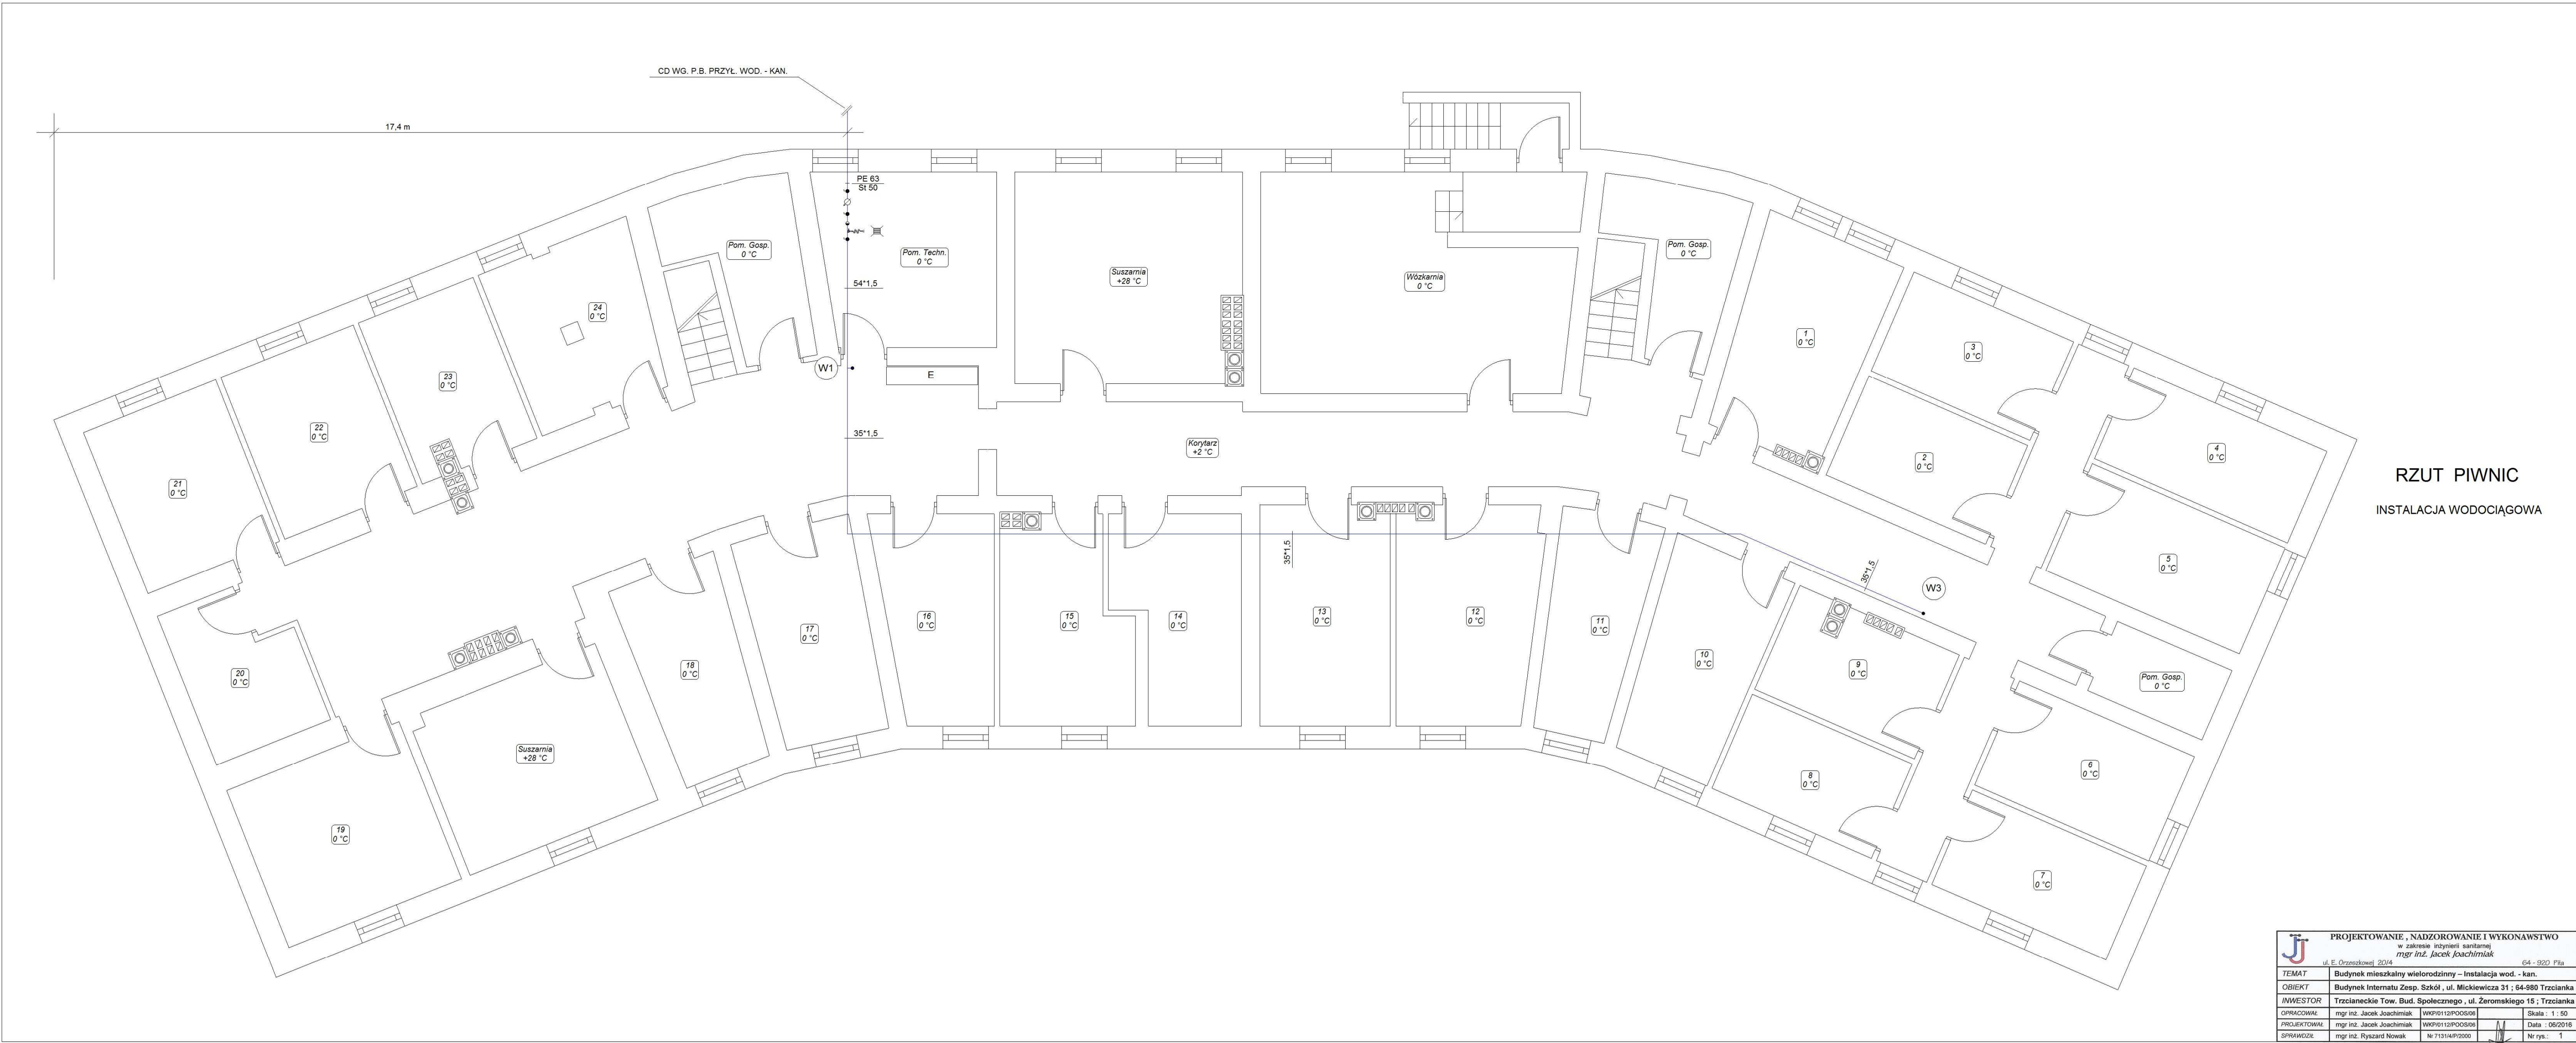 CD WG. P.B. PRZYŁ. WOD. - KAN.
17,4 m
PE 63
St 50
Pom. Gosp.
0 °C
Pom. Techn.
0 °C
Suszarnia
+28 °C
Wózkarnia
0 °C
Pom. Gosp.
0 °C
54*1,5
W1
E
35*1,5
Korytarz
+2 °C
24
0 °C
23
0 °C
22
0 °C
21
0 °C
20
0 °C
19
0 °C
Suszarnia
+28 °C
18
0 °C
17
0 °C
16
0 °C
15
0 °C
14
0 °C
35*1,5
13
0 °C
12
0 °C
11
0 °C
10
0 °C
1
0 °C
3
0 °C
2
0 °C
4
0 °C
5
0 °C
35*1,5
W3
9
0 °C
8
0 °C
Pom. Gosp.
0 °C
6
0 °C
7
0 °C
RZUT PIWNIC
INSTALACJA WODOCIĄGOWA
PROJEKTOWANIE , NADZOROWANIE I WYKONAWSTWO
w zakresie inżynierii sanitarnej
mgr inż. Jacek Joachimiak
ul. E. Orzeszkowej 20/4 64 - 920 Piła
TEMAT Budynek mieszkalny wielorodzinny – Instalacja wod. - kan.
OBIEKT Budynek Internatu Zesp. Szkół , ul. Mickiewicza 31 ; 64-980 Trzcianka
INWESTOR Trzcianeckie Tow. Bud. Społecznego , ul. Żeromskiego 15 ; Trzcianka
OPRACOWAŁ mgr inż. Jacek Joachimiak WKP/0112/POOS/06 Skala : 1 : 50
PROJEKTOWAŁ mgr inż. Jacek Joachimiak WKP/0112/POOS/06 Data : 06/2016
SPRAWDZIŁ mgr inż. Ryszard Nowak Nr 7131/4/P/2000 Nr rys.: 1